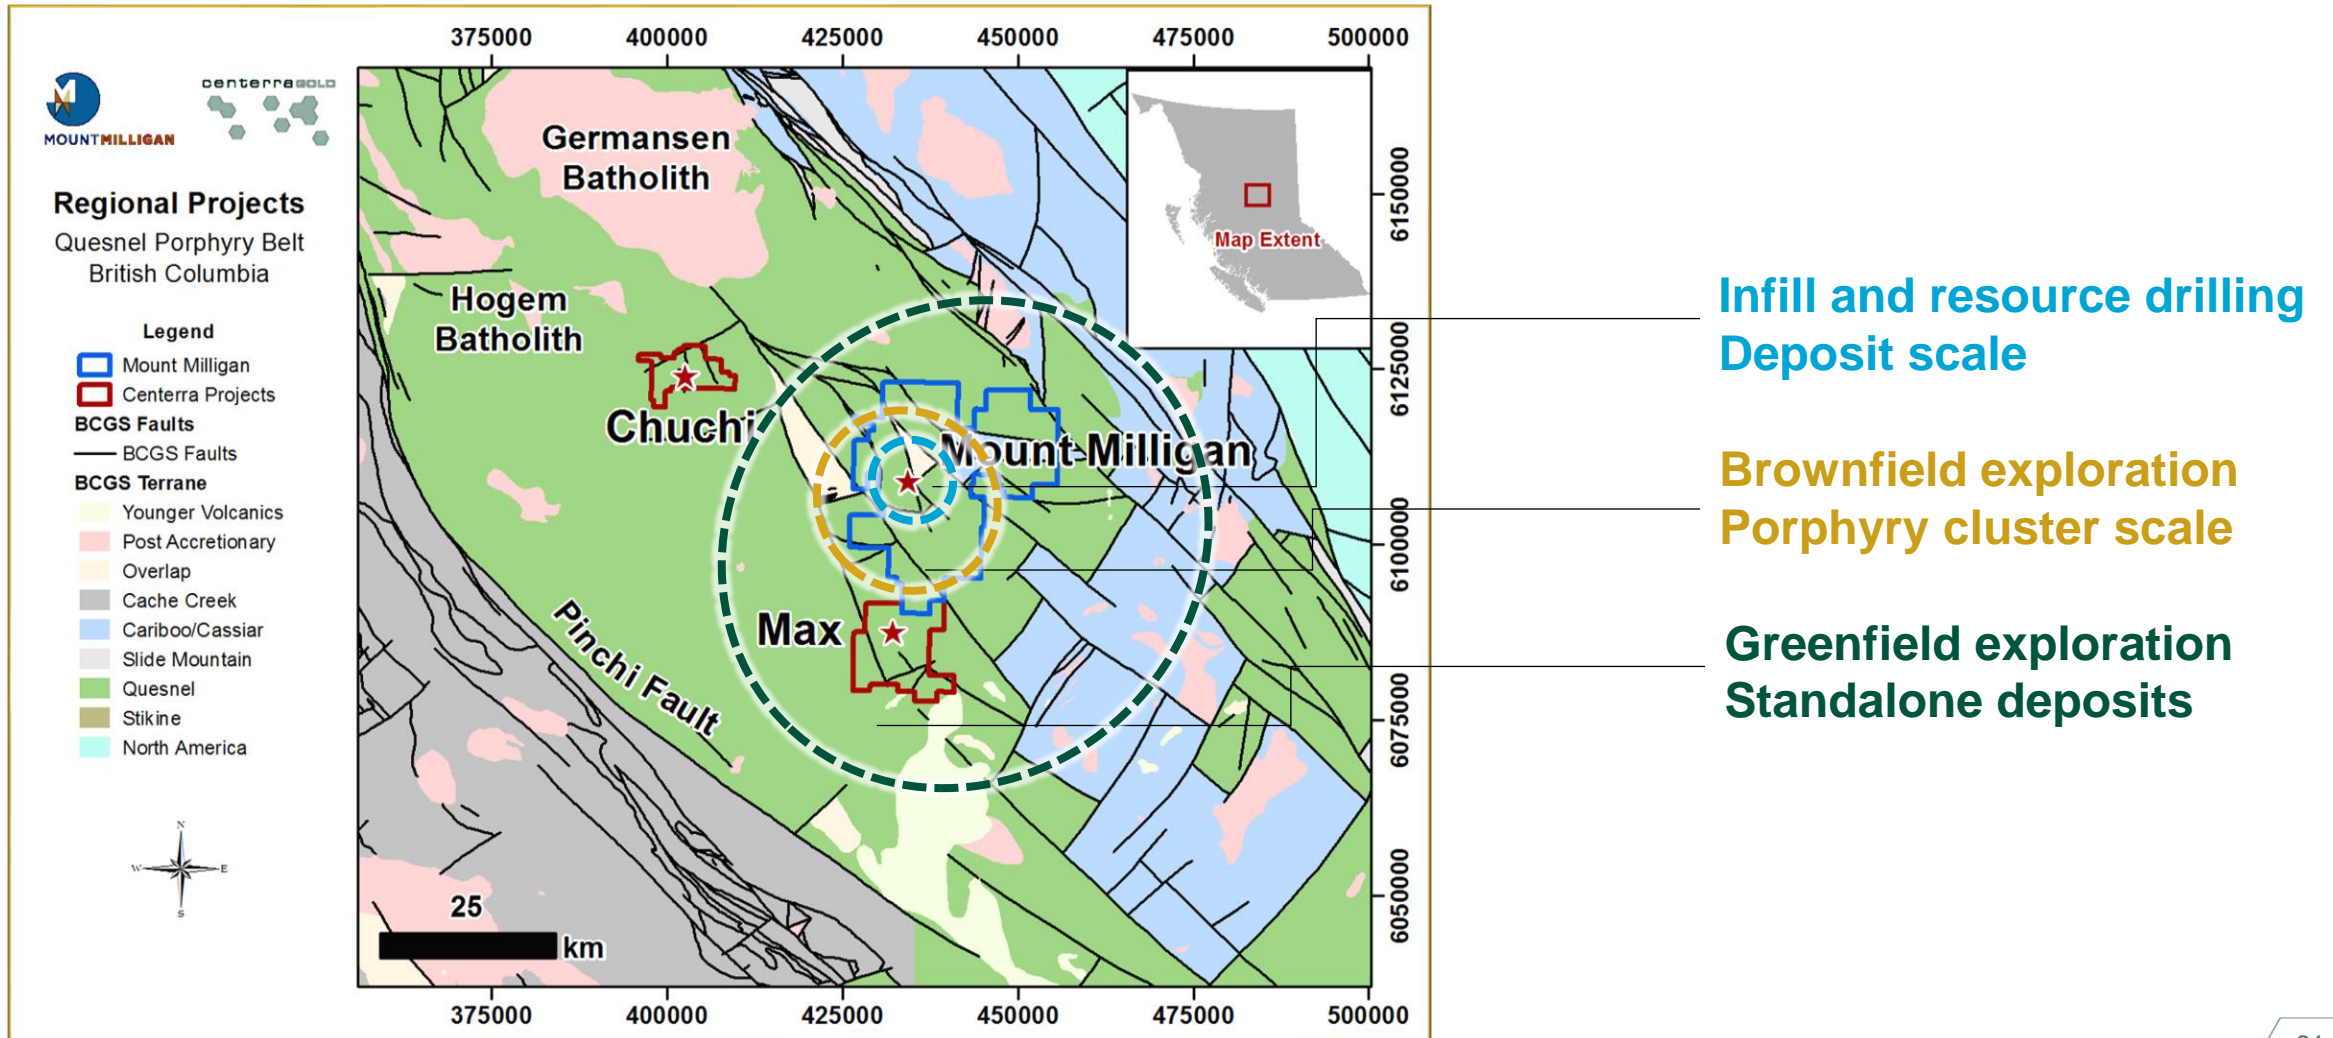 MOUNTMILLIGAN
centerraGOLD
Regional Projects
Quesnel Porphyry Belt
British Columbia
Legend
Mount Milligan
Centerra Projects
BCGS Faults
BCGS Faults
BCGS Terrane
Younger Volcanics
Post Accretionary
Overlap
Cache Creek
Cariboo/Cassiar
Slide Mountain
Quesnel
Stikine
North America
N
W
E
S
375000
400000
425000
450000
475000
500000
Germansen
Batholith
Hogem
Batholith
Chuchi
Mount Milligan
Max
Pinchi Fault
Map Extent
25
km
6150000
6125000
6100000
6075000
6050000
375000
400000
425000
450000
475000
500000
Infill and resource drilling
Deposit scale
Brownfield exploration
Porphyry cluster scale
Greenfield exploration
Standalone deposits